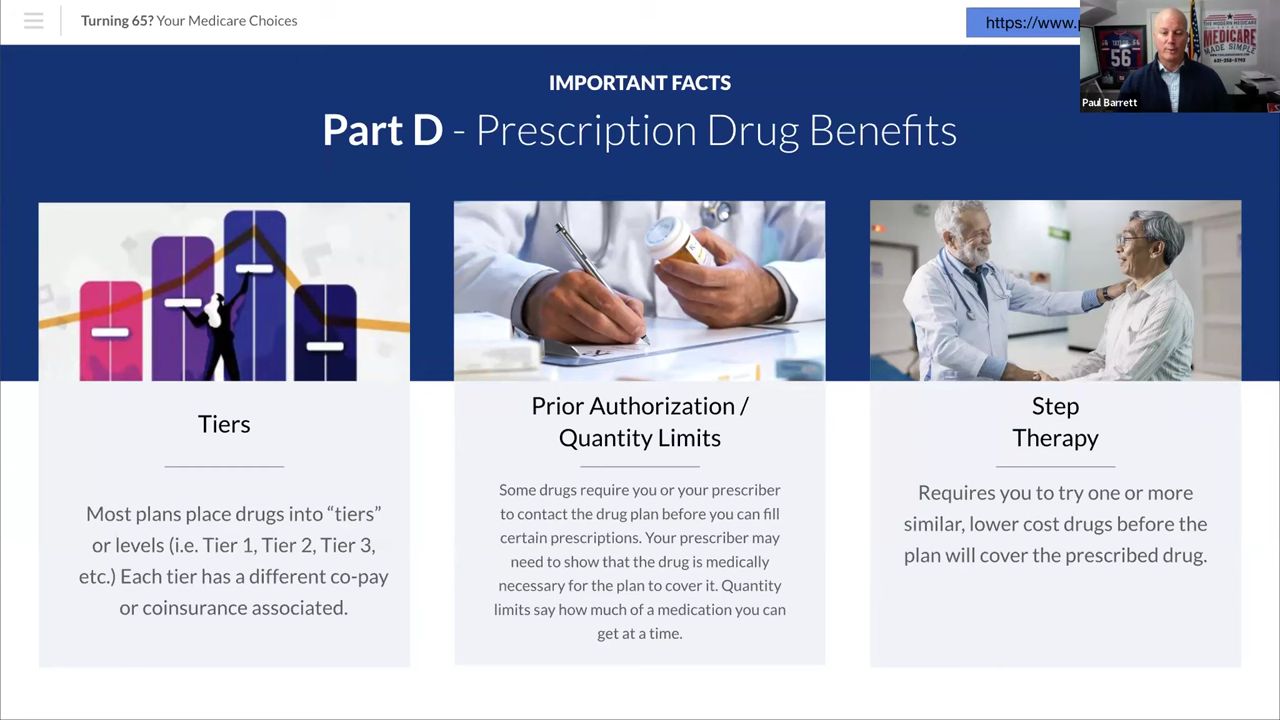 Turning 65? Your Medicare Choices
https://www.
IMPORTANT FACTS
Part D - Prescription Drug Benefits
56
MEDICARE
MADE SIMPLE
Paul Barrett
Tiers
Most plans place drugs into “tiers”
or levels (i.e. Tier 1, Tier 2, Tier 3,
etc.) Each tier has a different co-pay
or coinsurance associated.
Prior Authorization /
Quantity Limits
Some drugs require you or your prescriber
to contact the drug plan before you can fill
certain prescriptions. Your prescriber may
need to show that the drug is medically
necessary for the plan to cover it. Quantity
limits say how much of a medication you can
get at a time.
Step
Therapy
Requires you to try one or more
similar, lower cost drugs before the
plan will cover the prescribed drug.